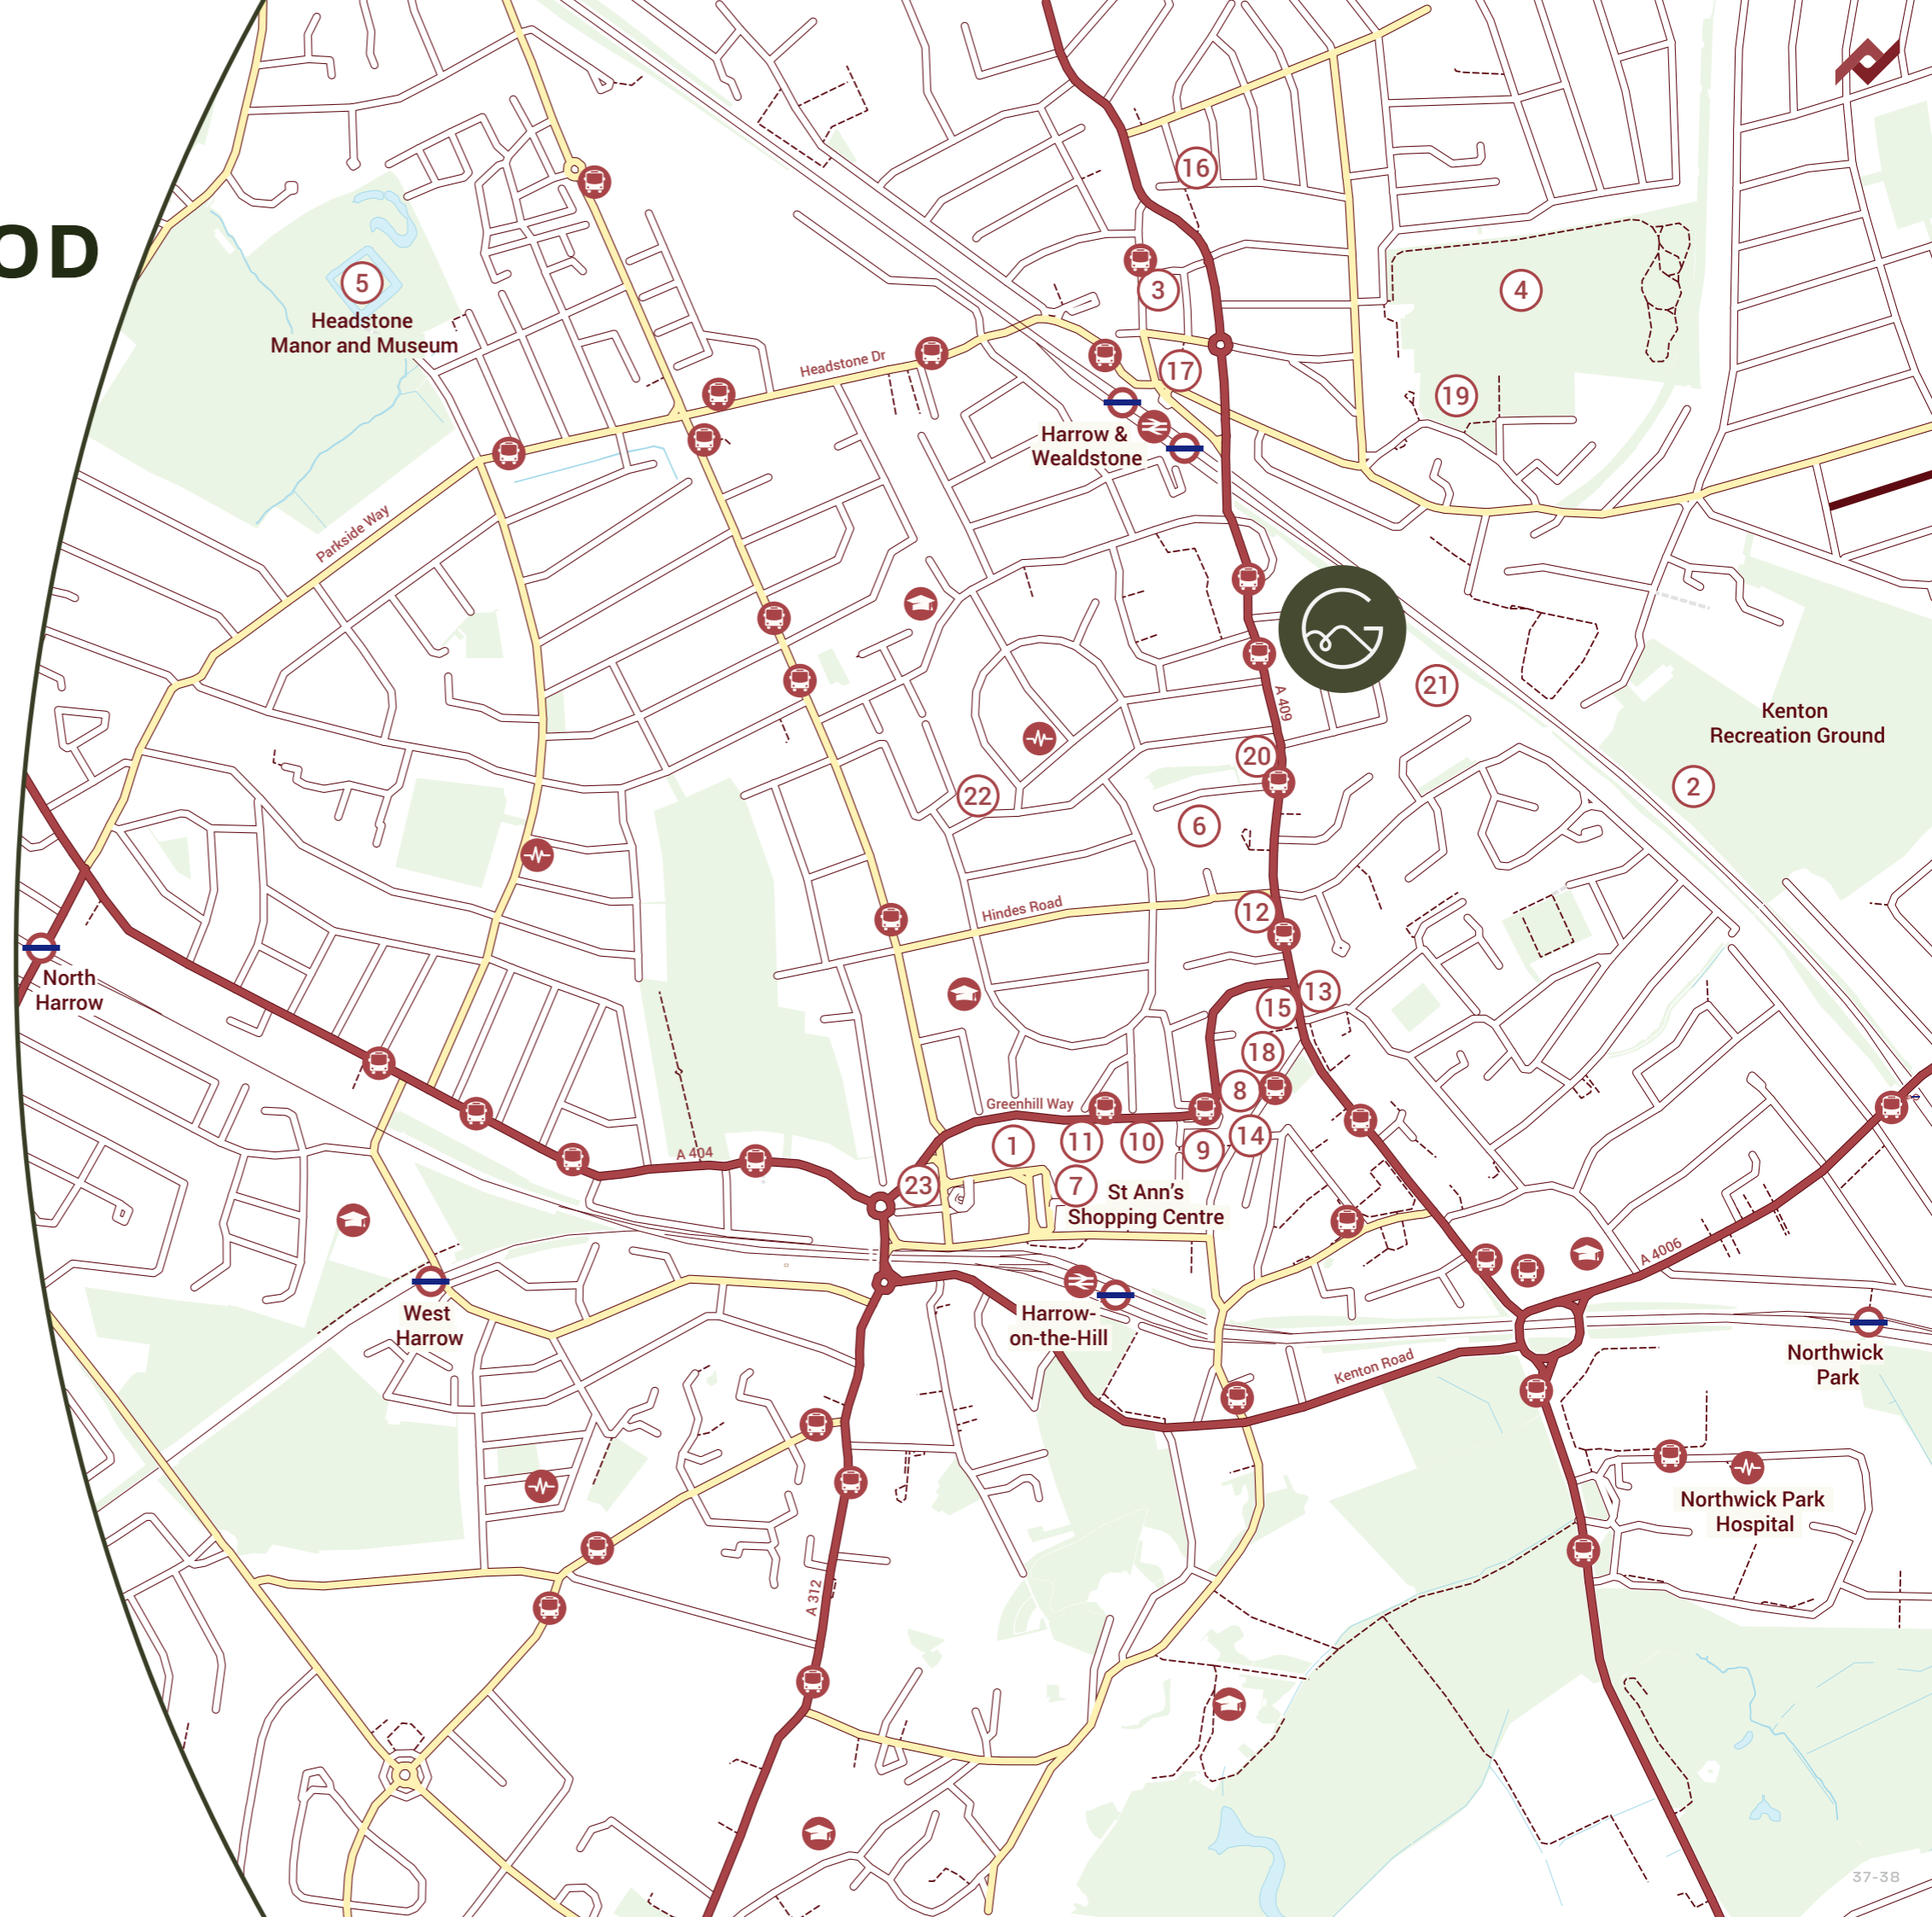 OD
16
5
3
4
Headstone
Manor and Museum
Headstone Dr
17
19
Harrow &
Wealdstone
Parkside Way
G
21
A 409
Kenton
Recreation Ground
20
2
22
6
Hindes Road
12
North
Harrow
13
15
18
8
Greenhill Way
1
11
10
9
14
A 404
23
7
St Ann's
Shopping Centre
A 4006
West
Harrow
Harrow-
on-the-Hill
Kenton Road
Northwick
Park
Northwick Park
Hospital
A 312
37-38